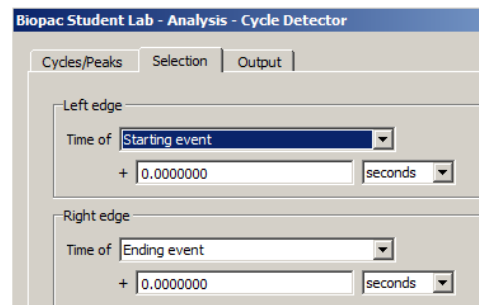 Biopac Student Lab - Analysis - Cycle Detector
Cycles/Peaks Selection Output
Left edge
Time of Starting event
+ 0.0000000 seconds
Right edge
Time of Ending event
+ 0.0000000 seconds